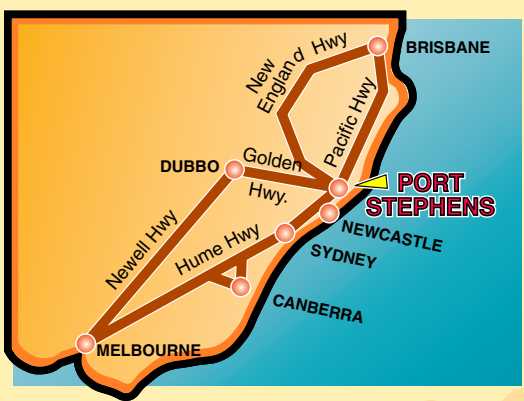 New
England Hwy
BRISBANE
Pacific Hwy
DUBBO
Golden
Hwy.
PORT
STEPHENS
NEWCASTLE
Newell Hwy
Hume Hwy
SYDNEY
CANBERRA
MELBOURNE